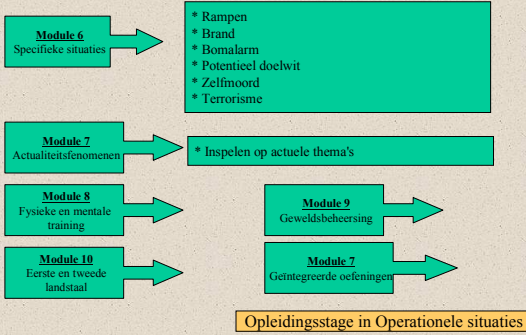 Module 6
Specifieke situaties
* Rampen
* Brand
* Bomalarm
* Potentieel doelwit
* Zelfmoord
* Terrorisme
Module 7
Actualiteitsfenomenen
* Inspelen op actuele thema's
Module 8
Fysieke en mentale
training
Module 9
Geweldsbeheersing
Module 10
Eerste en tweede
landstaal
Module 7
Geïntegreerde oefeningen
Opleidingsstage in Operationele situaties